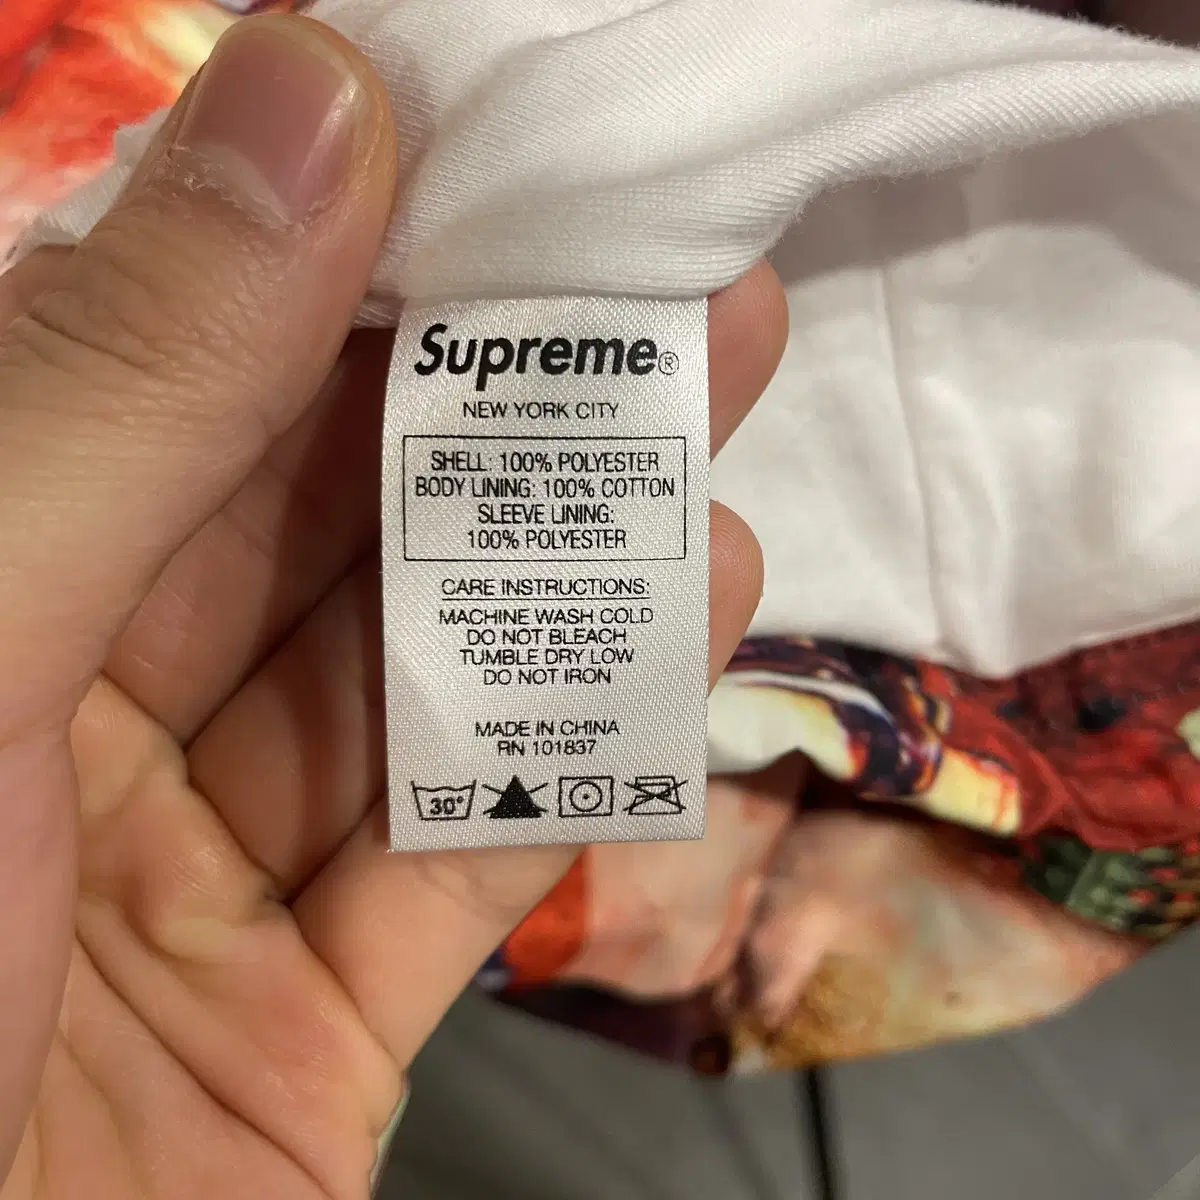 Supreme®
NEW YORK CITY
SHELL: 100% POLYESTER
BODY LINING: 100% COTTON
SLEEVE LINING:
100% POLYESTER
CARE INSTRUCTIONS:
MACHINE WASH COLD
DO NOT BLEACH
TUMBLE DRY LOW
DO NOT IRON
MADE IN CHINA
RN 101837
30°